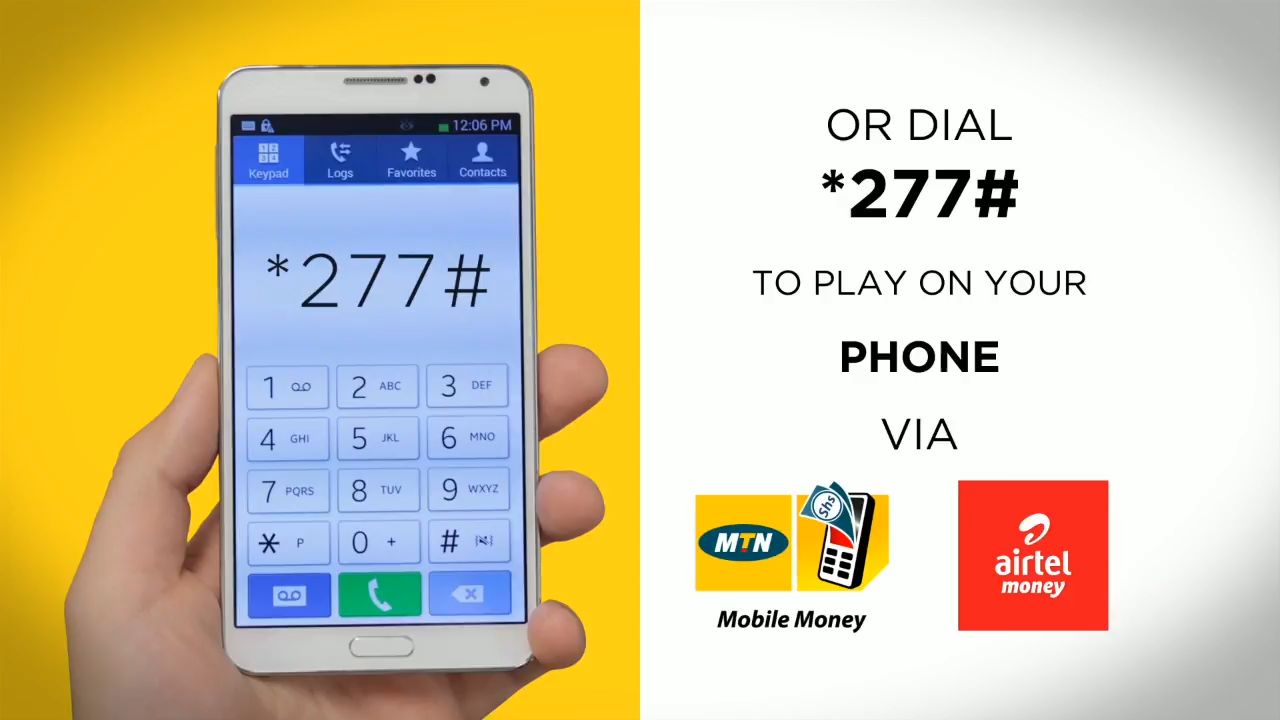 12:06 PM
Keypad Logs Favorites Contacts
*277#
1 2 ABC 3 DEF
4 GHI 5 JKL 6 MNO
7 PQRS 8 TUV 9 WXYZ
* P 0 + #
OR DIAL
*277#
TO PLAY ON YOUR
PHONE
VIA
Shs
MTN
Mobile Money
airtel
money